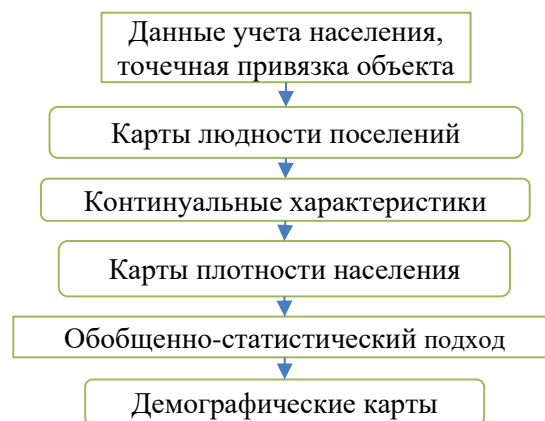 Данные учета населения,
точечная привязка объекта
Карты людности поселений
Континуальные характеристики
Карты плотности населения
Обобщенно-статистический подход
Демографические карты